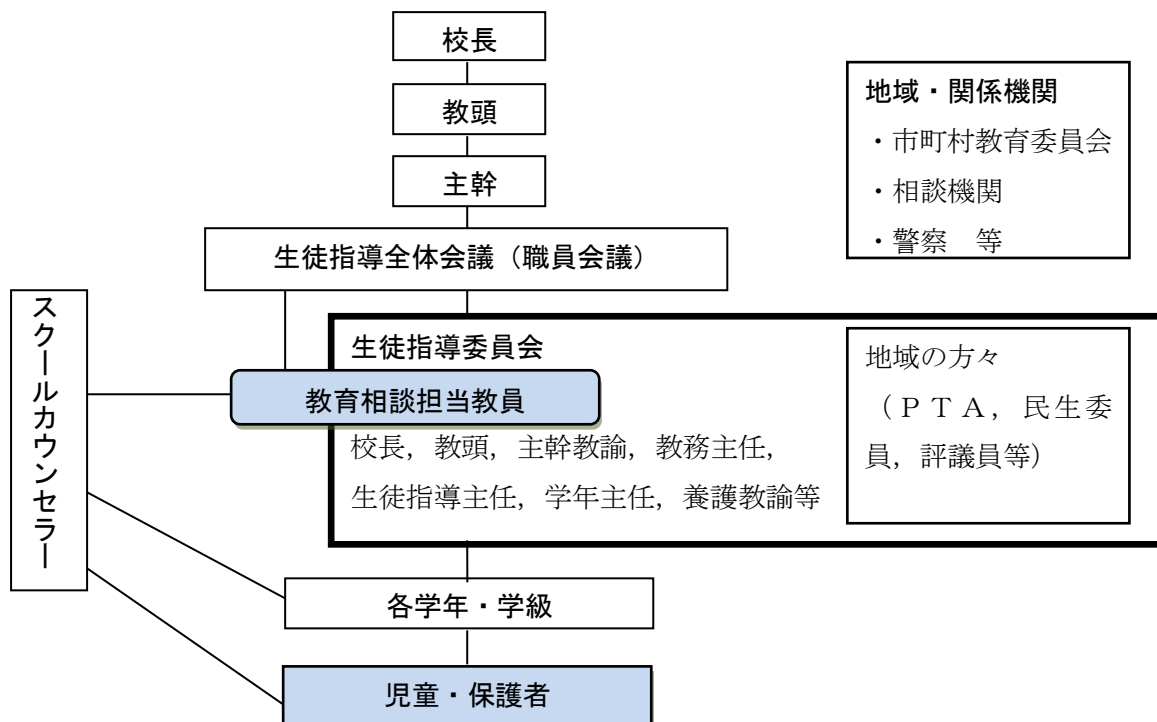 校長
教頭
主幹
地域・関係機関
・市町村教育委員会
・相談機関
・警察　等
生徒指導全体会議（職員会議）
スクールカウンセラー
生徒指導委員会
教育相談担当教員
校長，教頭，主幹教諭，教務主任，
生徒指導主任，学年主任，養護教諭等
地域の方々
（ＰＴＡ，民生委
員，評議員等）
各学年・学級
児童・保護者